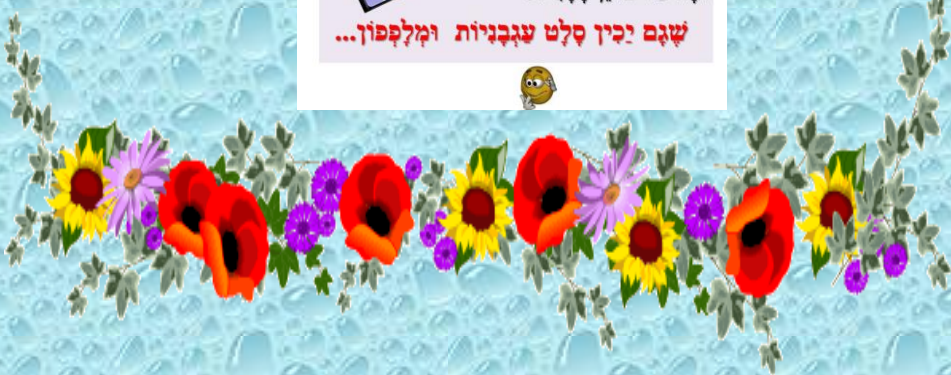 שֶׁגַּם יַכִין סָלָט עַגְבָנִיּוֹת וּמְלָפְפוֹן...